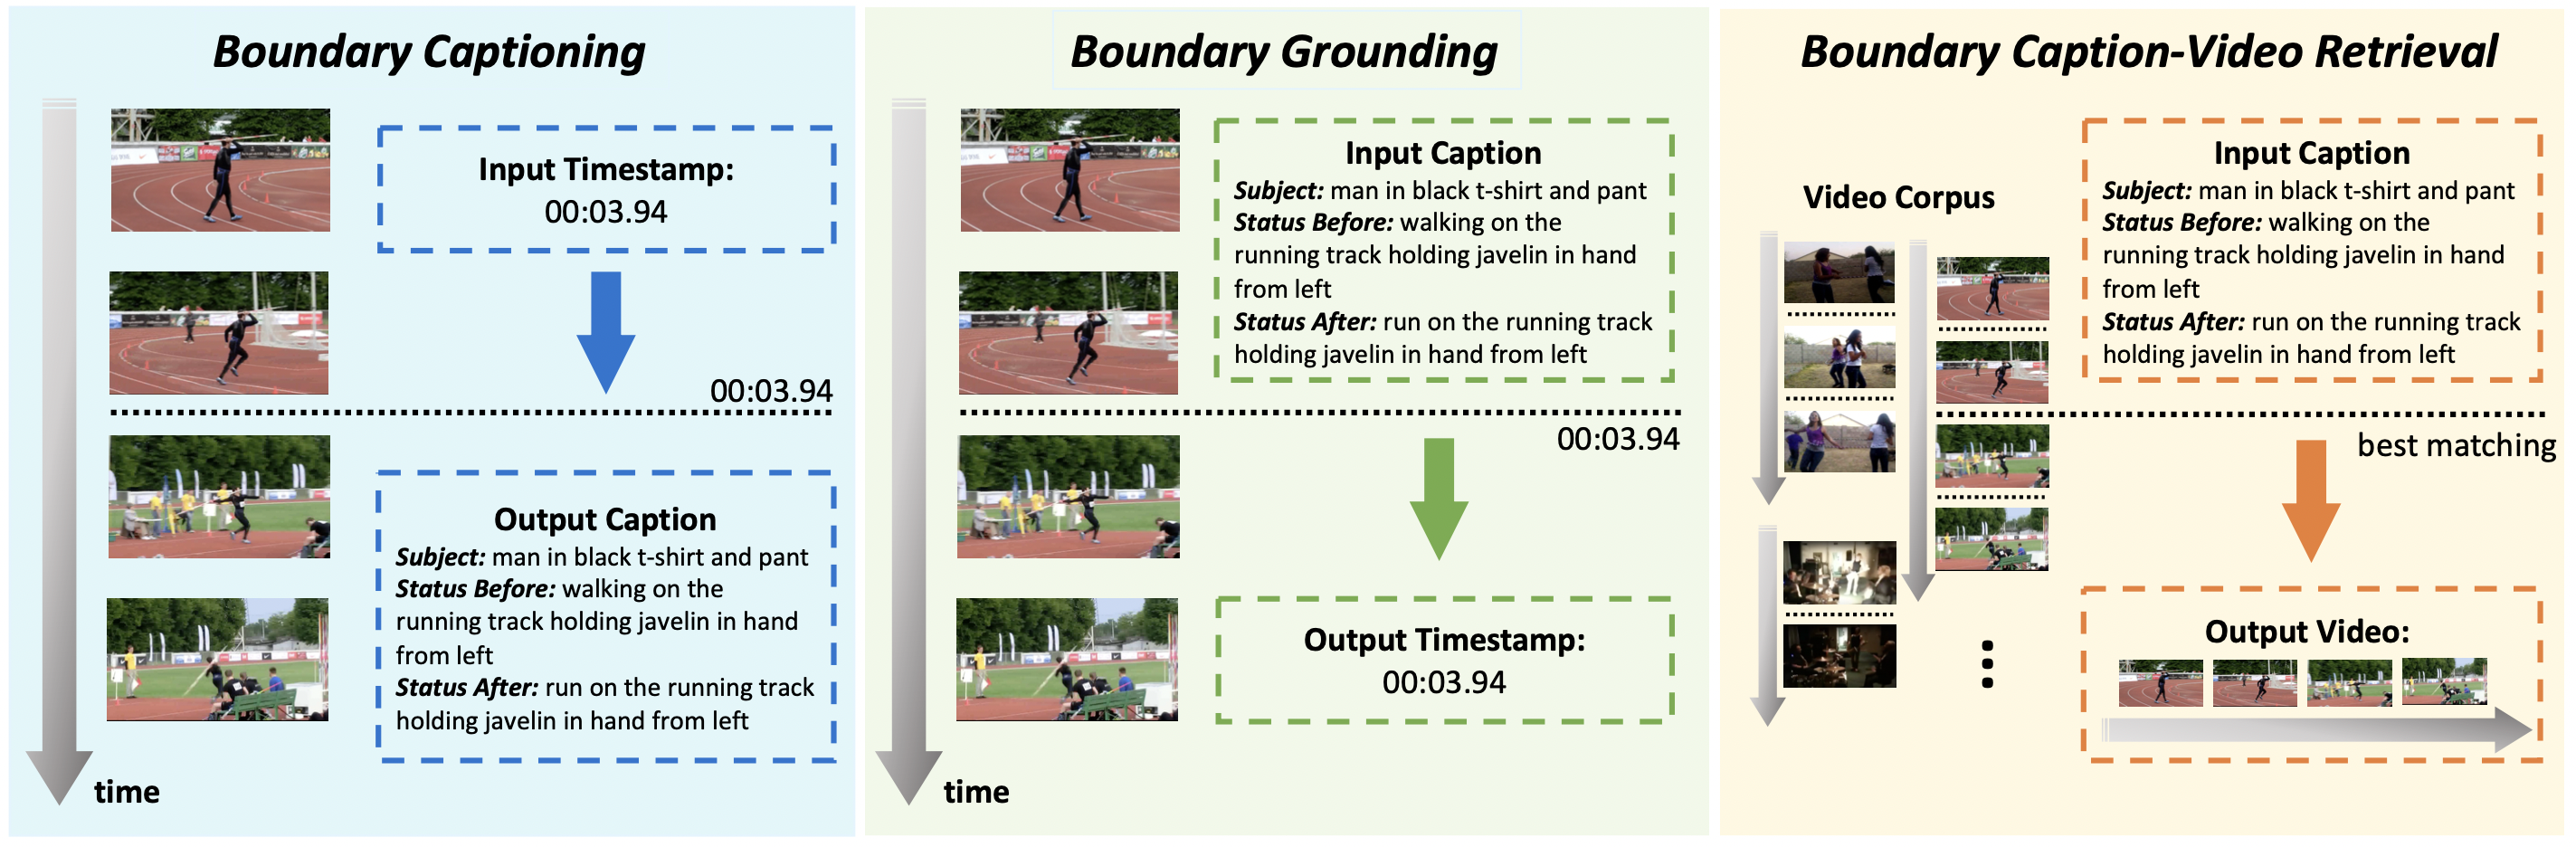 Boundary Captioning
Input Timestamp:
00:03.94
00:03.94
Output Caption
Subject: man in black t-shirt and pant
Status Before: walking on the
running track holding javelin in hand
from left
Status After: run on the running track
holding javelin in hand from left
time
Boundary Grounding
Input Caption
Subject: man in black t-shirt and pant
Status Before: walking on the
running track holding javelin in hand
from left
Status After: run on the running track
holding javelin in hand from left
00:03.94
Output Timestamp:
00:03.94
time
Boundary Caption-Video Retrieval
Video Corpus
Input Caption
Subject: man in black t-shirt and pant
Status Before: walking on the
running track holding javelin in hand
from left
Status After: run on the running track
holding javelin in hand from left
best matching
Output Video: